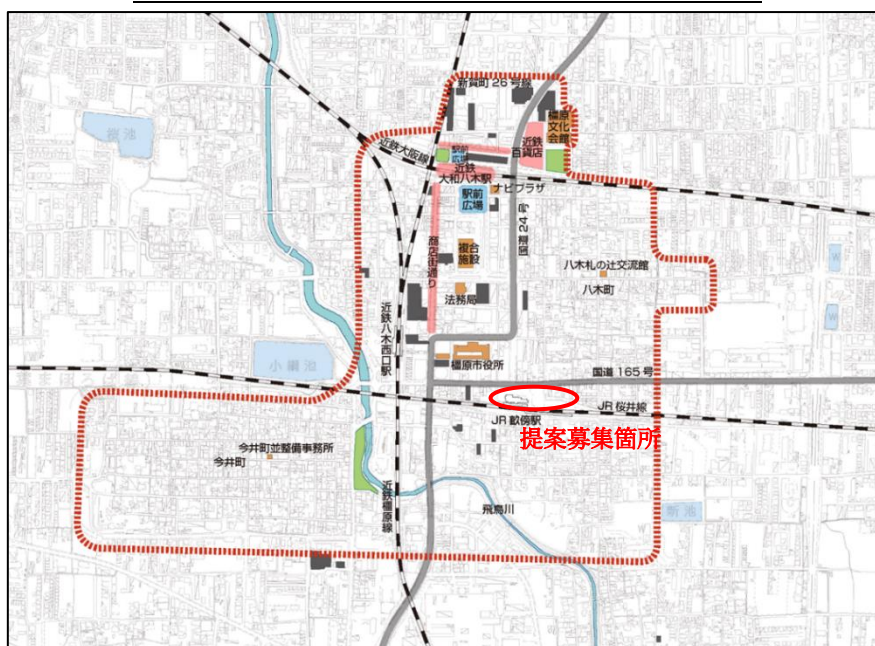 新賀町26号線
橿原
文化
会館
近鉄
百貨店
近鉄大阪線
駅前
広場
近鉄
大和八木駅
ナビプラザ
駅前
広場
国道24号
商店街通り
複合
施設
八木札の辻交流館
八木町
法務局
近鉄八木西口駅
小綱池
橿原市役所
国道165号
JR桜井線
JR畝傍駅
提案募集箇所
今井町並整備事務所
今井町
近鉄橿原線
飛鳥川
W
W